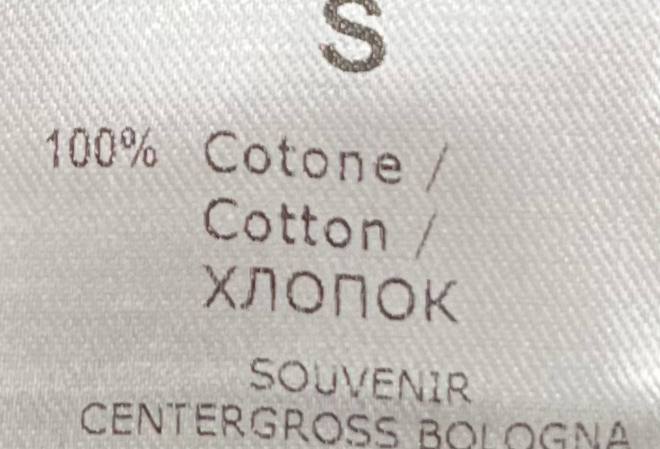 S
100% Cotone /
Cotton /
ХЛОПОК
SOUVENIR
CENTERGROSS BOLOGNA